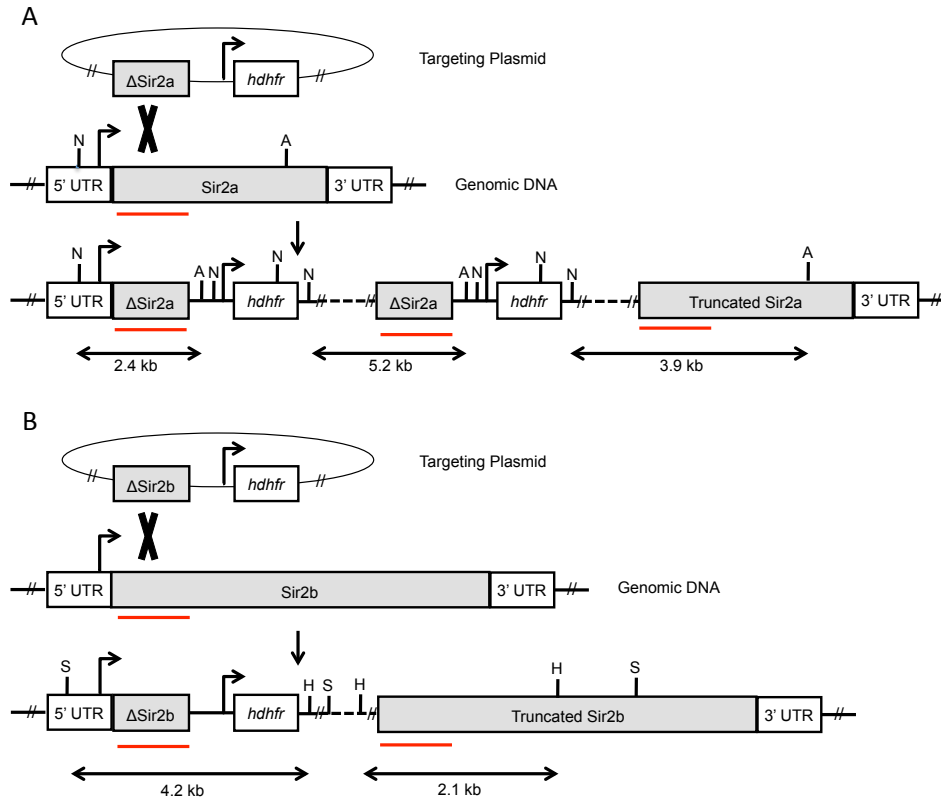 A
ΔSir2a hdhfr Targeting Plasmid
N A
5' UTR Sir2a 3' UTR Genomic DNA
N A N N N A N N N A
5' UTR ΔSir2a hdhfr ΔSir2a hdhfr Truncated Sir2a 3' UTR
2.4 kb 5.2 kb 3.9 kb
B
Targeting Plasmid
ΔSir2b hdhfr
5' UTR Sir2b 3' UTR Genomic DNA
S H S H H S
5' UTR ΔSir2b hdhfr Truncated Sir2b 3' UTR
4.2 kb 2.1 kb